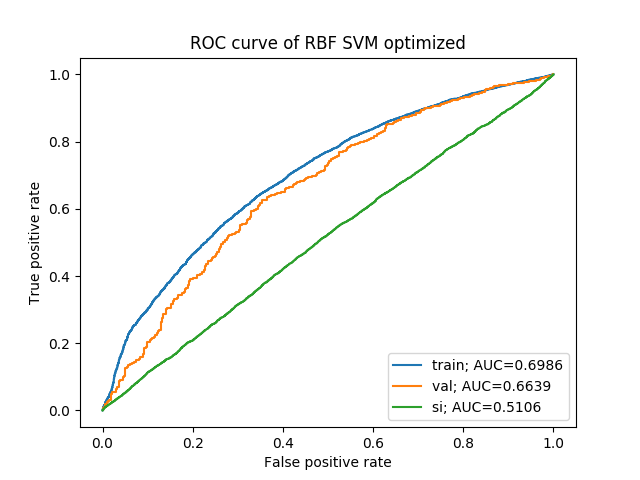 ROC curve of RBF SVM optimized
1.0
0.8
0.6
0.4
0.2
0.0
True positive rate
train; AUC=0.6986
val; AUC=0.6639
si; AUC=0.5106
0.0 0.2 0.4 0.6 0.8 1.0
False positive rate